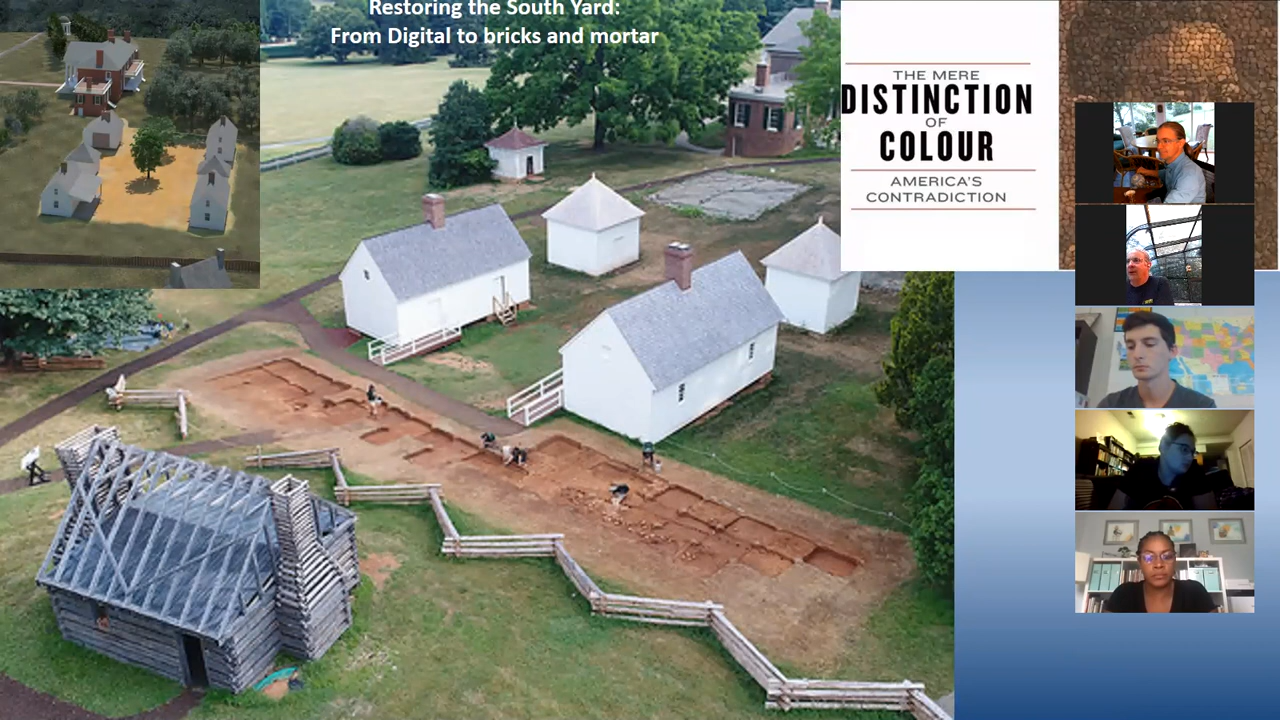 Restoring the South Yard:
From Digital to bricks and mortar
THE MERE
DISTINCTION
OF
COLOUR
AMERICA'S
CONTRADICTION